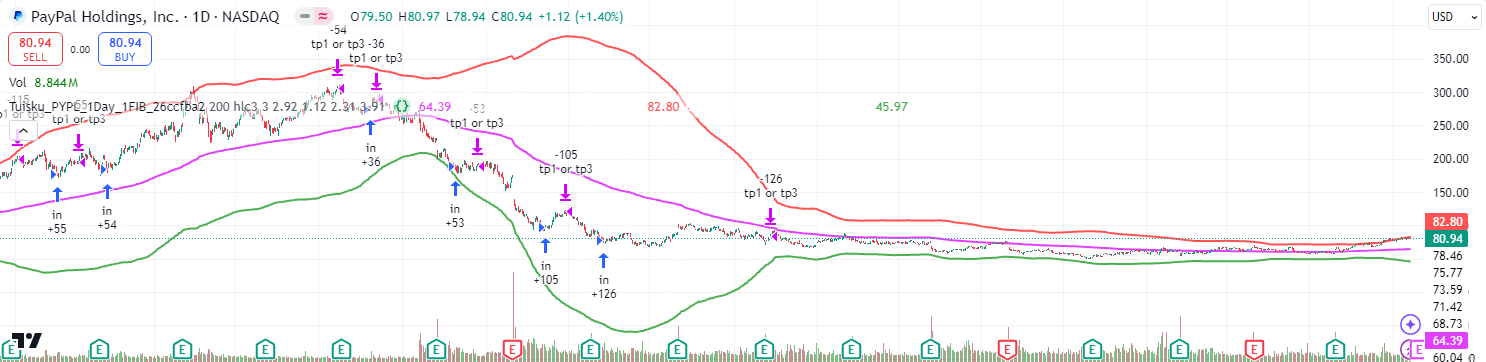 PayPal Holdings, Inc. · 1D · NASDAQ O79.50 H80.97 L78.94 C80.94 +1.12 (+1.40%)
USD
80.94 SELL
0.00
80.94 BUY
Vol 8.844M
200 hlc3 3 2.92 1.12 2.31 3.91 64.39 82.80 45.97
-54
tp1 or tp3
-36
tp1 or tp3
-53
tp1 or tp3
-105
tp1 or tp3
-126
tp1 or tp3
tp1 or tp3
in
+55
in
+54
in
+36
in
+53
in
+105
in
+126
350.00
300.00
250.00
200.00
150.00
82.80
80.94
78.46
75.77
73.59
71.42
68.73
64.39
60.04
E E E E E E E E E E E E E E E E E